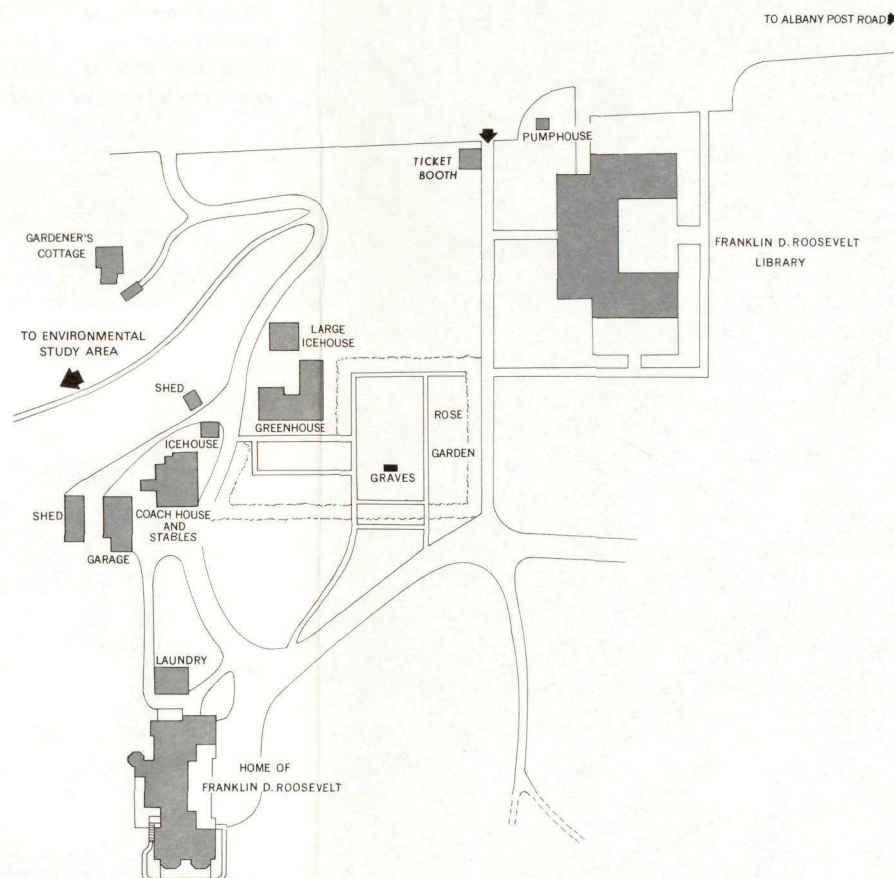 TO ALBANY POST ROAD
PUMPHOUSE
TICKET
BOOTH
GARDENER'S
COTTAGE
FRANKLIN D. ROOSEVELT
LIBRARY
TO ENVIRONMENTAL
STUDY AREA
LARGE
ICEHOUSE
SHED
GREENHOUSE
ROSE
GARDEN
ICEHOUSE
GRAVES
SHED
COACH HOUSE
AND
STABLES
GARAGE
LAUNDRY
HOME OF
FRANKLIN D. ROOSEVELT